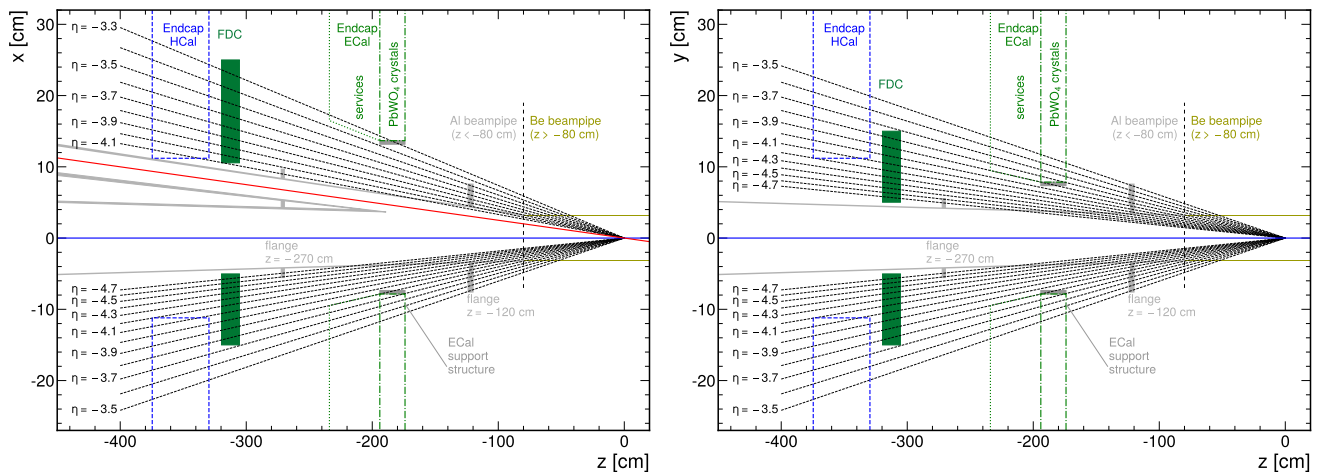 x [cm]
30
20
10
0
-10
-20
-400
-300
-200
-100
0
z [cm]
η = −3.3
η = −3.5
η = −3.7
η = −3.9
η = −4.1
η = −4.7
η = −4.5
η = −4.3
η = −4.1
η = −3.9
η = −3.7
η = −3.5
Endcap
HCal
FDC
Endcap
ECal
services
PbWO4 crystals
Al beampipe
(z < −80 cm)
Be beampipe
(z > −80 cm)
flange
z = −270 cm
flange
z = −120 cm
ECal
support
structure
y [cm]
30
20
10
0
-10
-20
-400
-300
-200
-100
0
z [cm]
η = −3.5
η = −3.7
η = −3.9
η = −4.1
η = −4.3
η = −4.5
η = −4.7
η = −4.7
η = −4.5
η = −4.3
η = −4.1
η = −3.9
η = −3.7
η = −3.5
Endcap
HCal
FDC
Endcap
ECal
services
PbWO4 crystals
Al beampipe
(z < −80 cm)
Be beampipe
(z > −80 cm)
flange
z = −270 cm
flange
z = −120 cm
ECal
support
structure